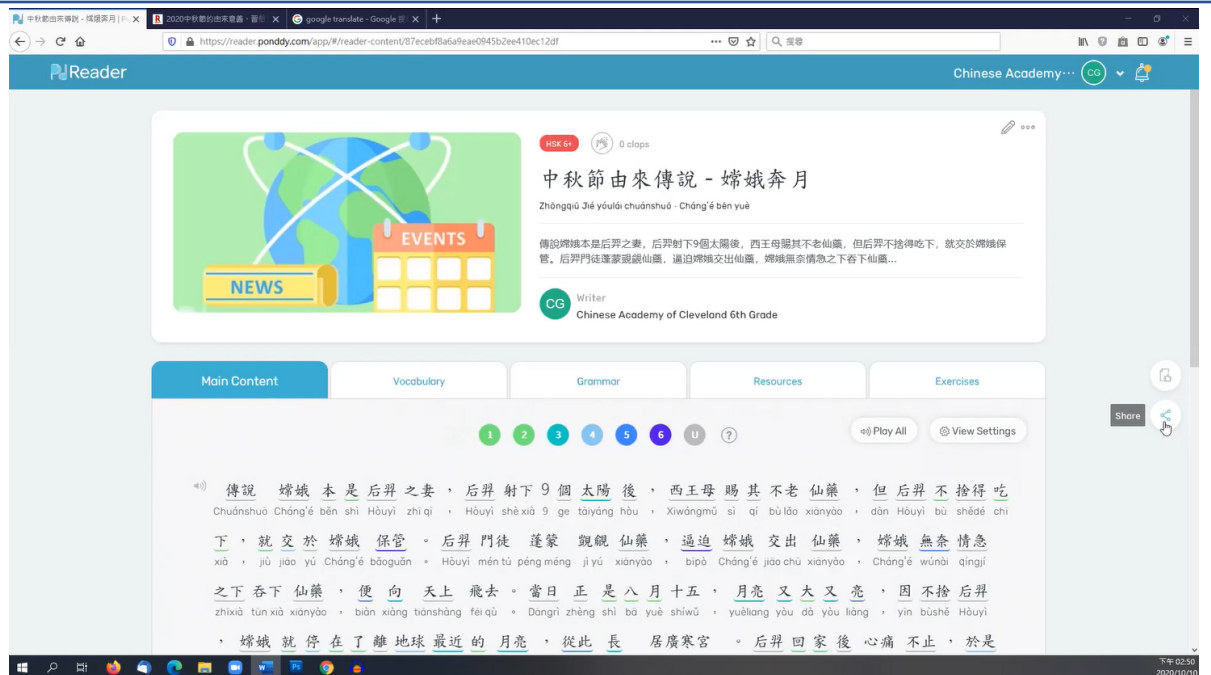 中秋節由來傳說 - 嫦娥奔月 | P
2020中秋節的由來意義、習俗
google translate - Google 搜
https://reader.ponddy.com/app/#/reader-content/87ecebf8a6a9eae0945b2ee410ec12df
搜尋
PJReader
Chinese Academy··· CG
NEWS
EVENTS
HSK 6+ 0 claps
中秋節由來傳說 - 嫦娥奔月
Zhōngqiū Jié yóulái chuánshuō - Cháng'é bēn yuè
傳說嫦娥本是后羿之妻，后羿射下9個太陽後，西王母賜其不老仙藥，但后羿不捨得吃下，就交於嫦娥保
管。后羿門徒蓬蒙覬覦仙藥，逼迫嫦娥交出仙藥，嫦娥無奈情急之下吞下仙藥...
CG
Writer
Chinese Academy of Cleveland 6th Grade
Main Content
Vocabulary
Grammar
Resources
Exercises
Share
1 2 3 4 5 6 U ?
Play All
View Settings
傳說 嫦娥 本 是 后羿 之 妻 ， 后羿 射下 9 個 太陽 後 ， 西王母 賜 其 不老 仙藥 ， 但 后羿 不 捨得 吃
Chuánshuō Cháng'é běn shì Hòuyì zhī qī ， Hòuyì shè xià 9 ge tàiyáng hòu ， Xīwángmǔ sì qí bù lǎo xiānyào ， dàn Hòuyì bù shědé chī
下 ， 就 交 於 嫦娥 保管 。 后羿 門徒 蓬蒙 覬覦 仙藥 ， 逼迫 嫦娥 交出 仙藥 ， 嫦娥 無奈 情急
xià ， jiù jiāo yú Cháng'é bǎoguǎn 。 Hòuyì mén tú péng méng jì yú xiānyào ， bīpò Cháng'é jiāo chū xiānyào ， Cháng'é wúnài qíngjí
之下 吞下 仙藥 ， 便 向 天上 飛去 。 當日 正 是 八 月 十五 ， 月亮 又 大 又 亮 ， 因 不捨 后羿
zhīxià tūn xià xiānyào ， biàn xiàng tiānshàng fēi qù 。 Dàngrì zhèng shì bā yuè shíwǔ ， yuèliang yòu dà yòu liàng ， yīn bùshě Hòuyì
， 嫦娥 就 停 在 了 離 地球 最近 的 月亮 ， 從此 長 居廣寒宮 。 后羿 回 家 後 心痛 不止 ， 於是
下午 02:50
2020/10/10